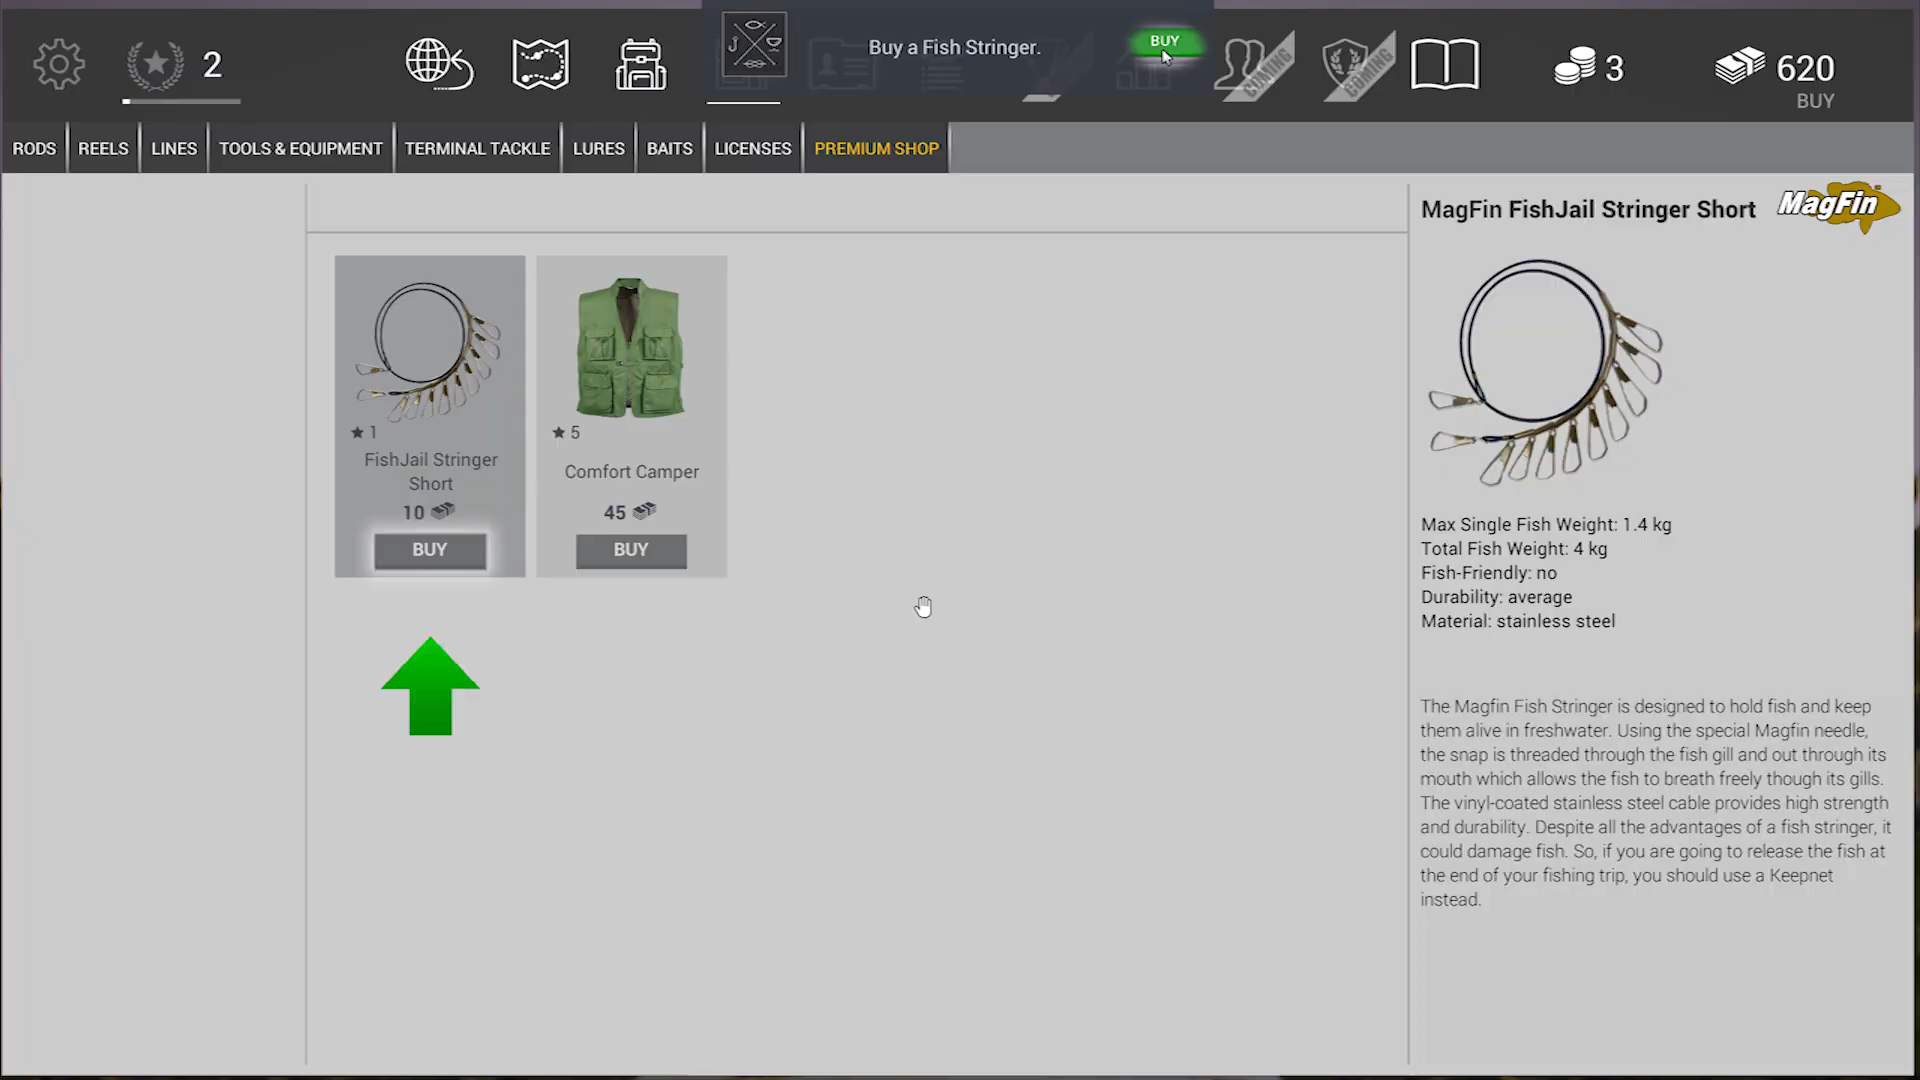 2
Buy a Fish Stringer.
BUY
COMING
COMING
3
620
BUY
RODS
REELS
LINES
TOOLS & EQUIPMENT
TERMINAL TACKLE
LURES
BAITS
LICENSES
PREMIUM SHOP
1
FishJail Stringer
Short
10
BUY
5
Comfort Camper
45
BUY
MagFin FishJail Stringer Short
MagFin
Max Single Fish Weight: 1.4 kg
Total Fish Weight: 4 kg
Fish-Friendly: no
Durability: average
Material: stainless steel
The Magfin Fish Stringer is designed to hold fish and keep
them alive in freshwater. Using the special Magfin needle,
the snap is threaded through the fish gill and out through its
mouth which allows the fish to breath freely though its gills.
The vinyl-coated stainless steel cable provides high strength
and durability. Despite all the advantages of a fish stringer, it
could damage fish. So, if you are going to release the fish at
the end of your fishing trip, you should use a Keepnet
instead.